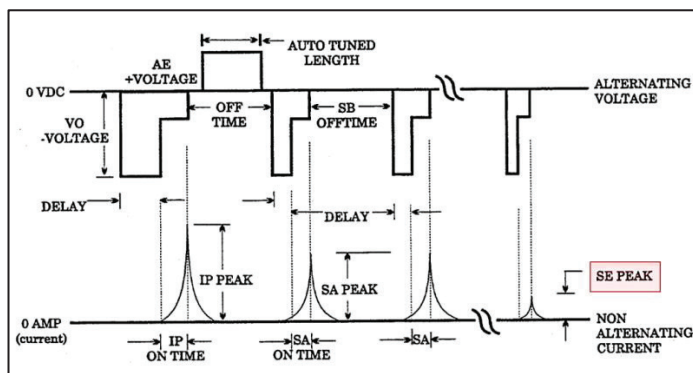 AUTO TUNED
LENGTH
AE
+VOLTAGE
0 VDC
ALTERNATING
VOLTAGE
VO
-VOLTAGE
OFF
TIME
SB
OFFTIME
DELAY
DELAY
IP PEAK
SA PEAK
SE PEAK
0 AMP
(current)
NON
ALTERNATING
CURRENT
IP
ON TIME
SA
ON TIME
SA